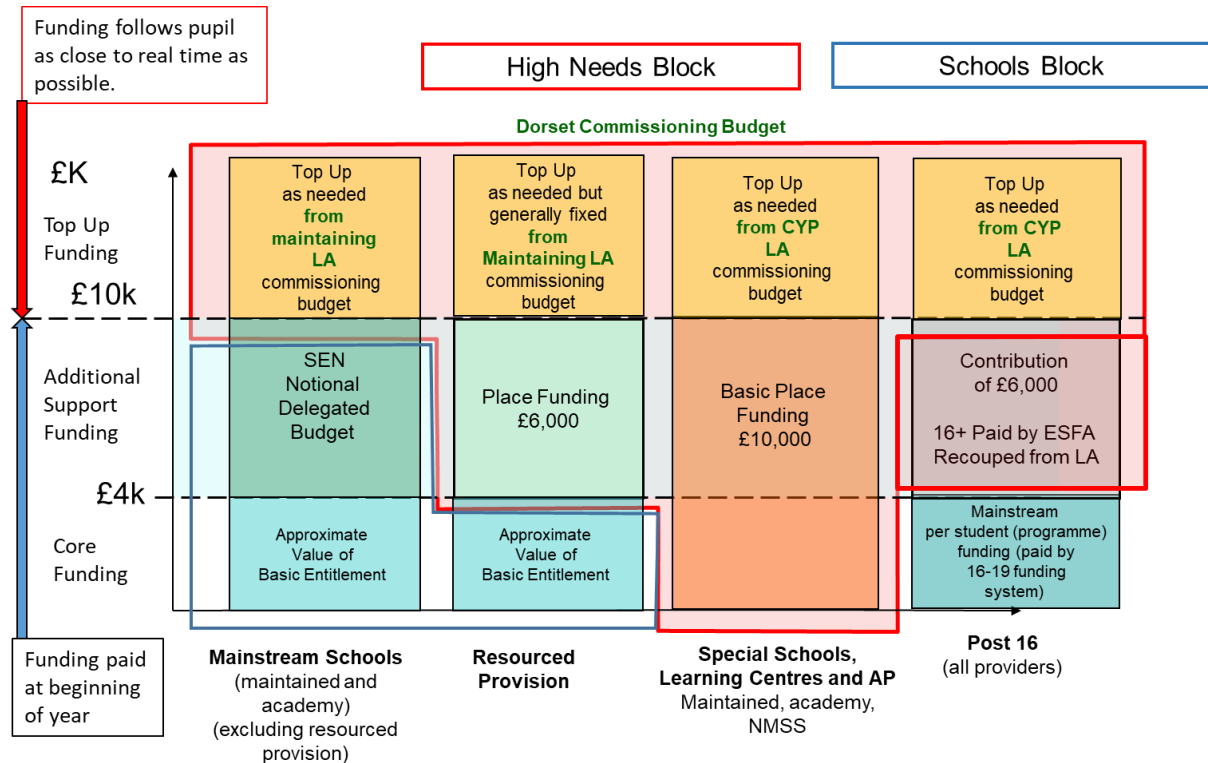 Funding follows pupil
as close to real time as
possible.
High Needs Block
Schools Block
Dorset Commissioning Budget
£K
Top Up
Funding
£10k
Additional
Support
Funding
£4k
Core
Funding
Funding paid
at beginning
of year
Top Up
as needed
from
maintaining
LA
commissioning
budget
SEN
Notional
Delegated
Budget
Approximate
Value of
Basic Entitlement
Mainstream Schools
(maintained and
academy)
(excluding resourced
provision)
Top Up
as needed but
generally fixed
from
Maintaining LA
commissioning
budget
Place Funding
£6,000
Approximate
Value of
Basic Entitlement
Resourced
Provision
Top Up
as needed
from CYP
LA
commissioning
budget
Basic Place
Funding
£10,000
Special Schools,
Learning Centres and AP
Maintained, academy,
NMSS
Top Up
as needed
from CYP
LA
commissioning
budget
Contribution
of £6,000
16+ Paid by ESFA
Recouped from LA
Mainstream
per student (programme)
funding (paid by
16-19 funding
system)
Post 16
(all providers)